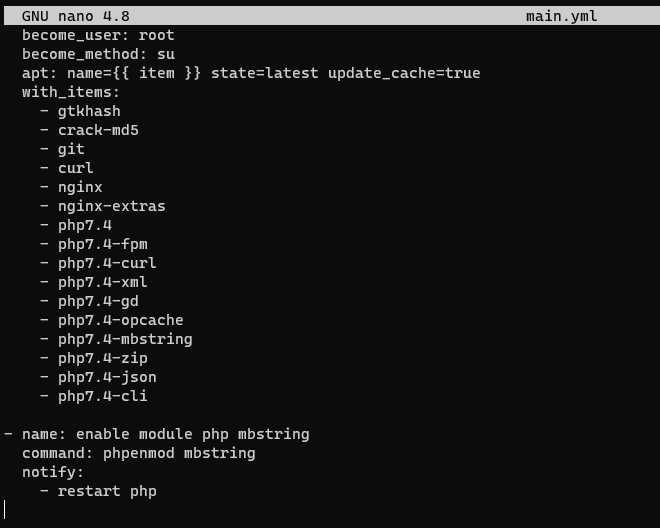 GNU nano 4.8 main.yml
become_user: root
become_method: su
apt: name={{ item }} state=latest update_cache=true
with_items:
- gtkhash
- crack-md5
- git
- curl
- nginx
- nginx-extras
- php7.4
- php7.4-fpm
- php7.4-curl
- php7.4-xml
- php7.4-gd
- php7.4-opcache
- php7.4-mbstring
- php7.4-zip
- php7.4-json
- php7.4-cli
- name: enable module php mbstring
command: phpenmod mbstring
notify:
- restart php